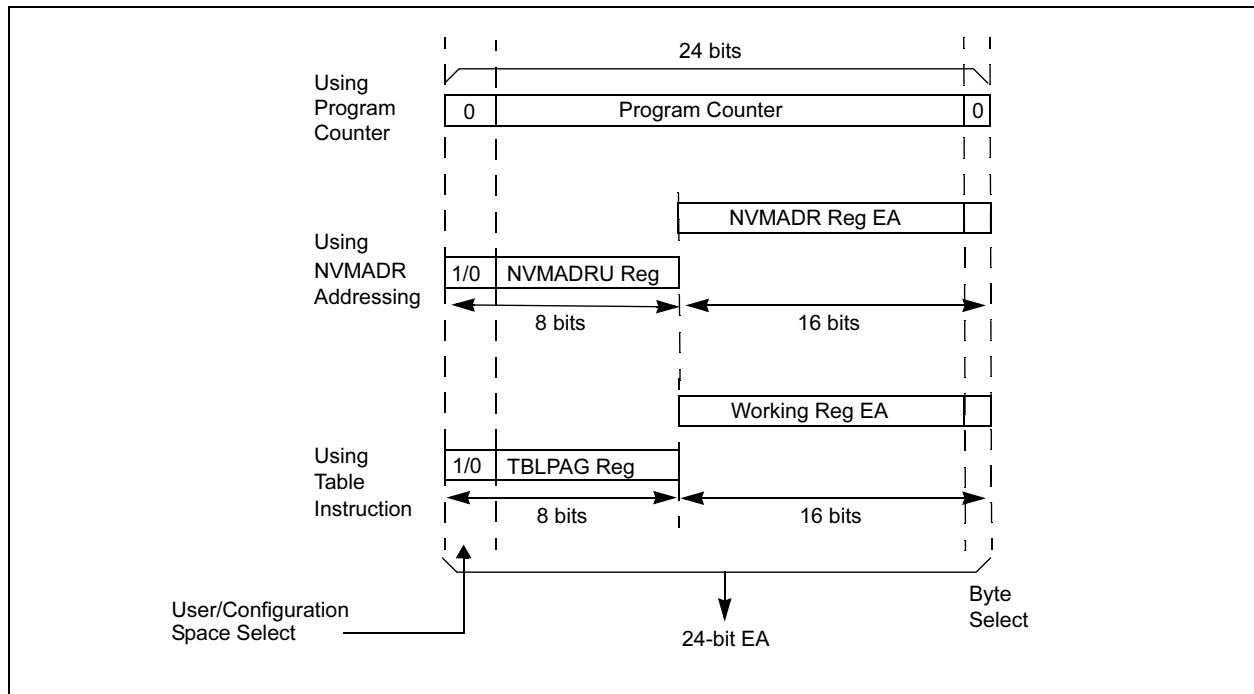 24 bits
Using
Program
Counter
0
Program Counter
0
NVMADR Reg EA
Using
NVMADR
Addressing
1/0
NVMADRU Reg
8 bits
16 bits
Working Reg EA
Using
Table
Instruction
1/0
TBLPAG Reg
8 bits
16 bits
User/Configuration
Space Select
24-bit EA
Byte
Select